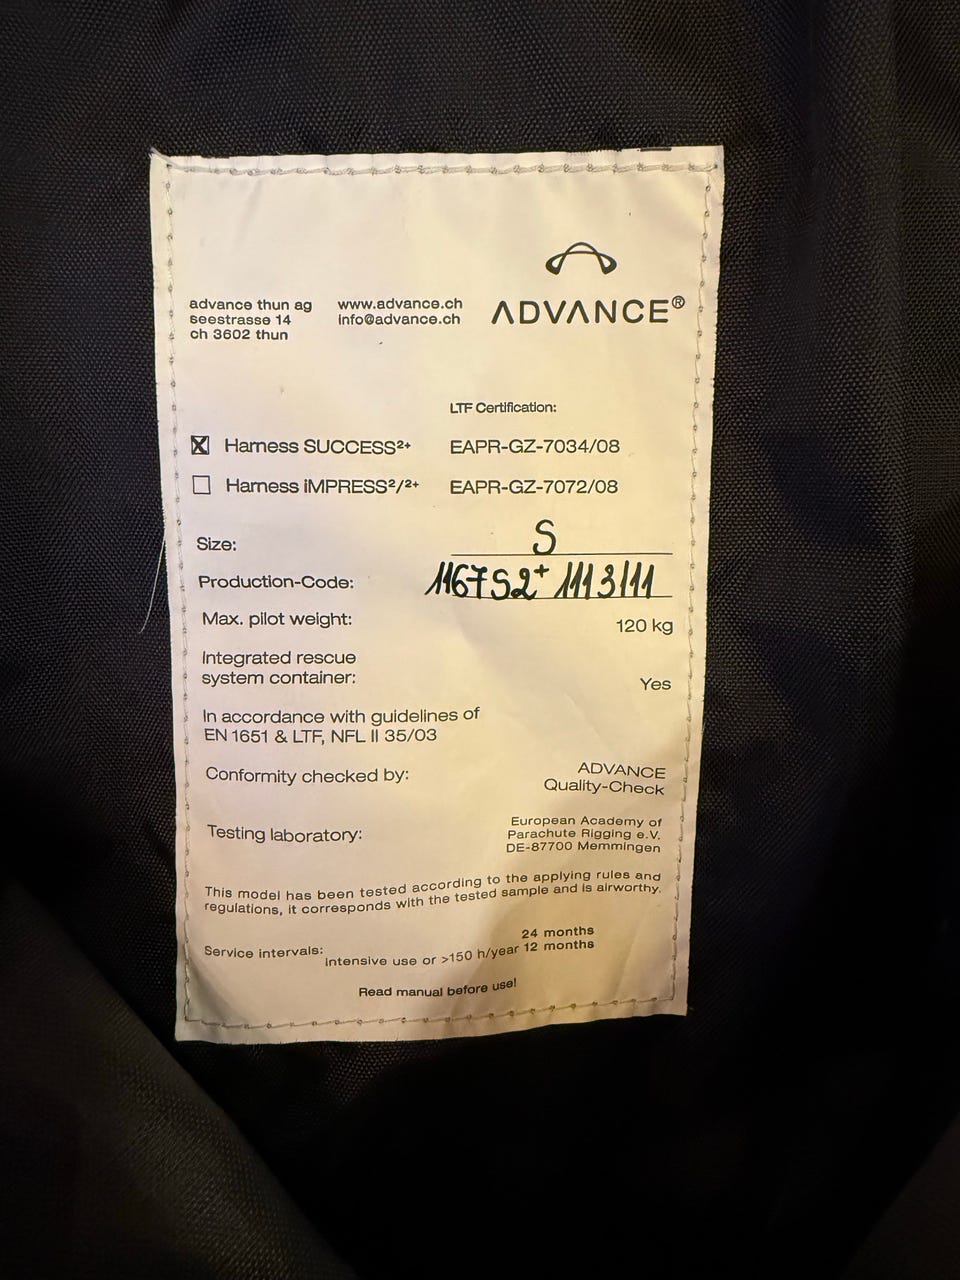 advance thun ag
seestrasse 14
ch 3602 thun
www.advance.ch
info@advance.ch
ADVANCE®
LTF Certification:
☒ Harness SUCCESS²⁺ EAPR-GZ-7034/08
☐ Harness iMPRESS²/²⁺ EAPR-GZ-7072/08
Size: S
Production-Code: 1167S2+ 1113111
Max. pilot weight: 120 kg
Integrated rescue
system container: Yes
In accordance with guidelines of
EN 1651 & LTF, NFL II 35/03
Conformity checked by: ADVANCE
Quality-Check
Testing laboratory: European Academy of
Parachute Rigging e.V.
DE-87700 Memmingen
This model has been tested according to the applying rules and
regulations, it corresponds with the tested sample and is airworthy.
Service intervals: 24 months
intensive use or >150 h/year 12 months
Read manual before use!